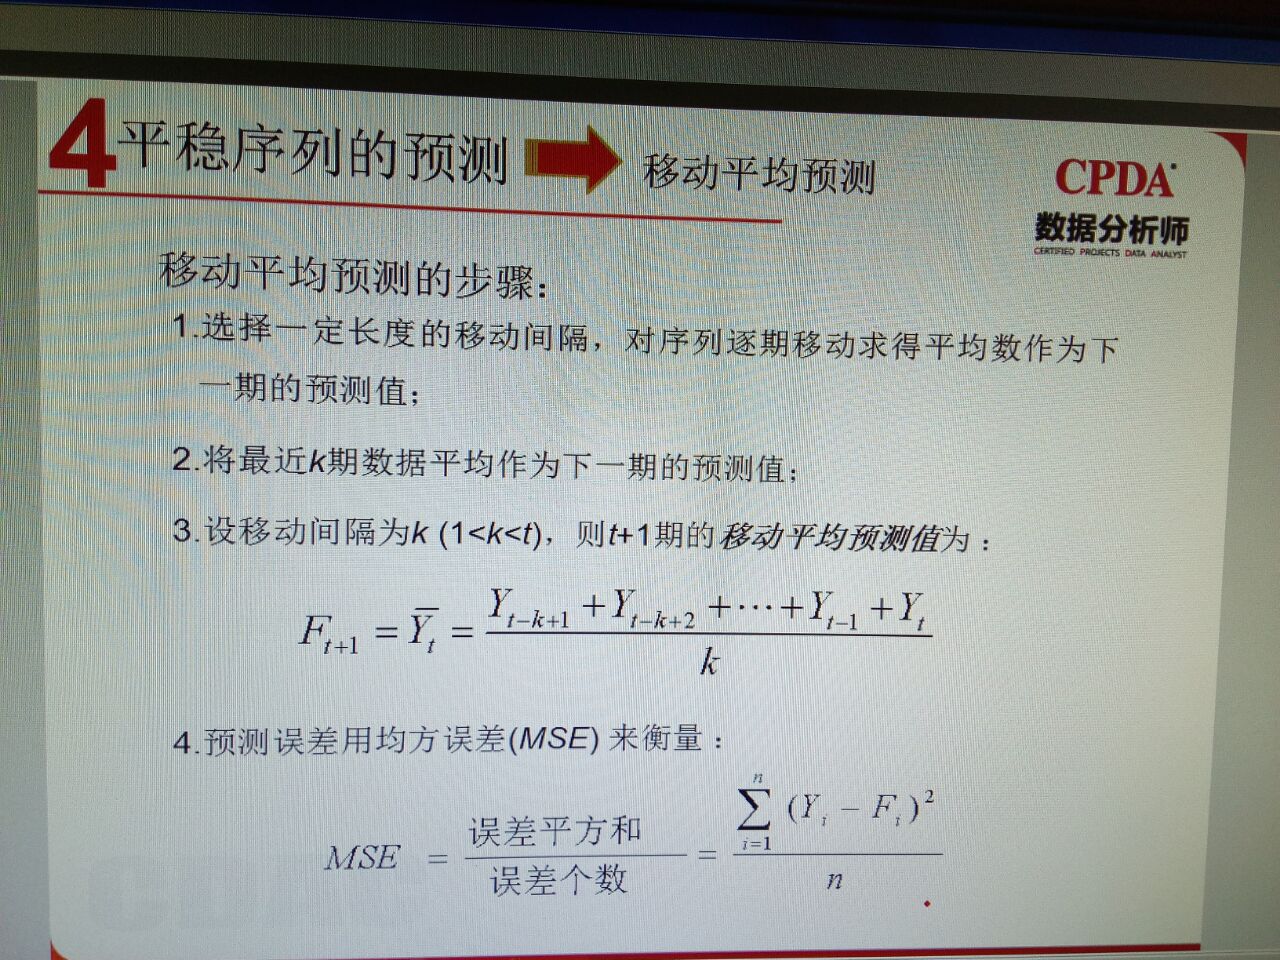 4平稳序列的预测 移动平均预测
CPDA
数据分析师
CERTIFIED PROJECTS DATA ANALYST
移动平均预测的步骤：
1.选择一定长度的移动间隔，对序列逐期移动求得平均数作为下
一期的预测值；
2.将最近k期数据平均作为下一期的预测值；
3.设移动间隔为k (1<k<t)，则t+1期的移动平均预测值为：
F_{t+1} = \overline{Y}_t = \frac{Y_{t-k+1} + Y_{t-k+2} + \cdots + Y_{t-1} + Y_t}{k}
4.预测误差用均方误差(MSE) 来衡量：
MSE = \frac{误差平方和}{误差个数} = \frac{\sum_{i=1}^{n} (Y_i - F_i)^2}{n}